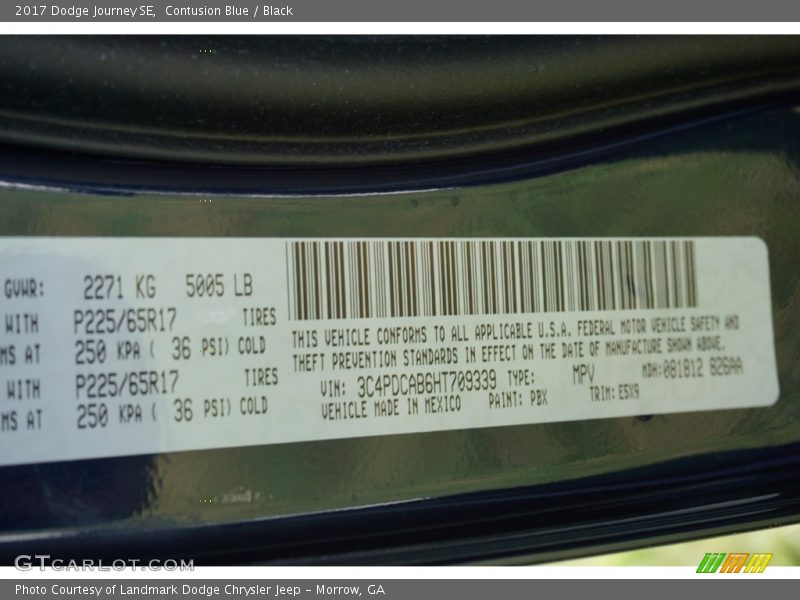 2017 Dodge Journey SE, Contusion Blue / Black
GVWR: 2271 KG 5005 LB
WITH P225/65R17 TIRES
MS AT 250 KPA ( 36 PSI) COLD
WITH P225/65R17 TIRES
MS AT 250 KPA ( 36 PSI) COLD
THIS VEHICLE CONFORMS TO ALL APPLICABLE U.S.A. FEDERAL MOTOR VEHICLE SAFETY AND
THEFT PREVENTION STANDARDS IN EFFECT ON THE DATE OF MANUFACTURE SHOWN ABOVE.
VIN: 3C4PDCAB6HT709339 TYPE: MPV MDH: 081812 826AA
VEHICLE MADE IN MEXICO PAINT: PBX TRIM: E5X9
GTCARLOT.COM
Photo Courtesy of Landmark Dodge Chrysler Jeep – Morrow, GA